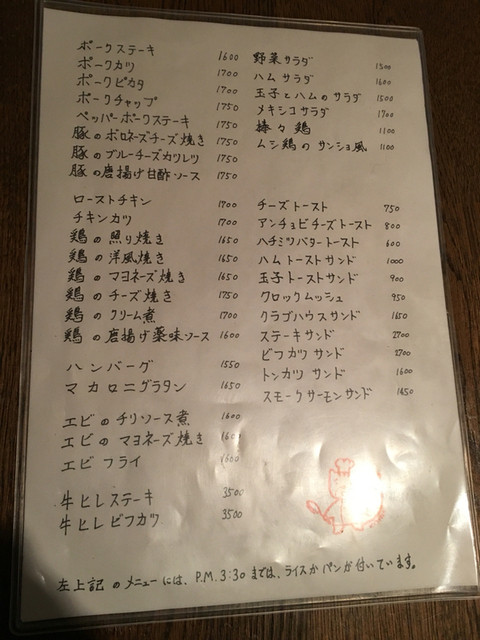 ポークステーキ 1600
ポークカツ 1700
ポークピカタ 1700
ポークチャップ 1750
ペッパーポークステーキ 1750
豚のボロネーズチーズ焼き 1750
豚のブルーチーズカツレツ 1750
豚の唐揚げ甘酢ソース 1750
ローストチキン 1700
チキンカツ 1700
鶏の照り焼き 1650
鶏の洋風焼き 1650
鶏のマヨネーズ焼き 1650
鶏のチーズ焼き 1750
鶏のクリーム煮 1700
鶏の唐揚げ薬味ソース 1600
ハンバーグ 1550
マカロニグラタン 1650
エビのチリソース煮 1600
エビのマヨネーズ焼き 1600
エビフライ 1600
牛ヒレステーキ 3500
牛ヒレビフカツ 3500
野菜サラダ 1300
ハムサラダ 1600
玉子とハムのサラダ 1500
メキシコサラダ 1700
棒々鶏 1100
ムシ鶏のサンショ風 1100
チーズトースト 750
アンチョビチーズトースト 800
ハチミツバタートースト 600
ハムトーストサンド 1000
玉子トーストサンド 900
クロックムッシュ 950
クラブハウスサンド 1650
ステーキサンド 2700
ビフカツサンド 2700
トンカツサンド 1600
スモークサーモンサンド 1650
左上記のメニューには、P.M.3:30までは、ライスかパンが付いています。